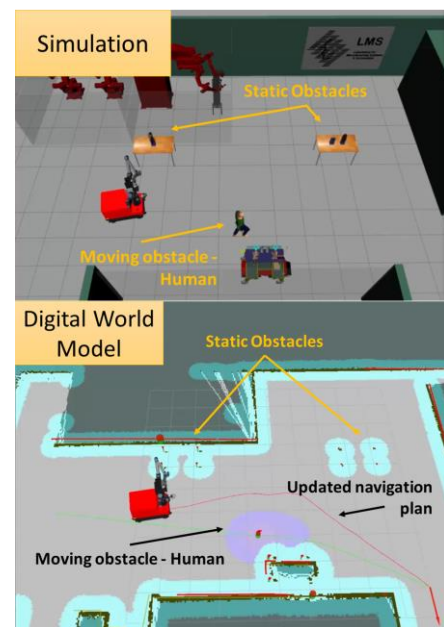 Simulation
LMS
Static Obstacles
Moving obstacle -
Human
Digital World
Model
Static Obstacles
Updated navigation
plan
Moving obstacle - Human